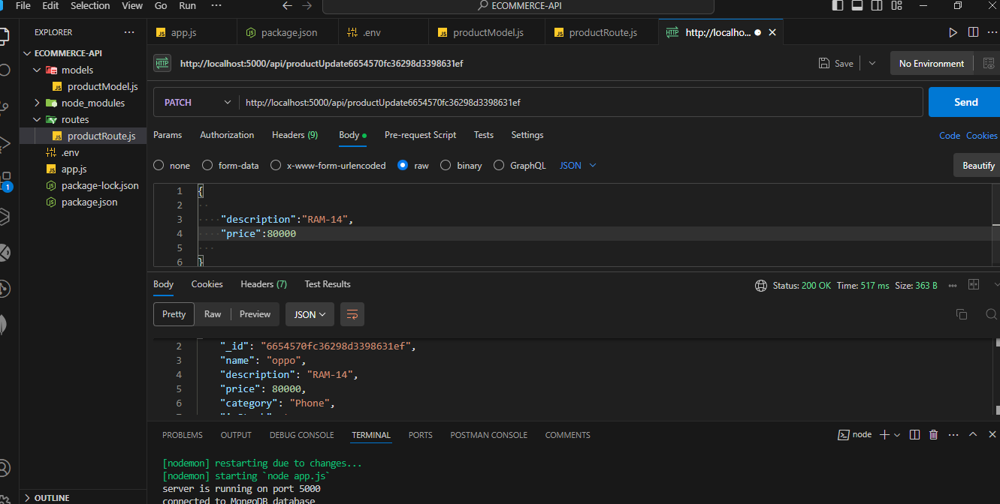 File Edit Selection View Go Run ··· ECOMMERCE-API
EXPLORER ···
app.js package.json .env productModel.js productRoute.js http://localho...
ECOMMERCE-API
models
productModel.js
node_modules
routes
productRoute.js
.env
app.js
package-lock.json
package.json
OUTLINE
1
HTTP http://localhost:5000/api/productUpdate6654570fc36298d3398631ef Save No Environment
PATCH http://localhost:5000/api/productUpdate6654570fc36298d3398631ef Send
Params Authorization Headers (9) Body Pre-request Script Tests Settings Code Cookies
none form-data x-www-form-urlencoded raw binary GraphQL JSON Beautify
1 {
2
3 "description":"RAM-14",
4 "price":80000
5
6 }
Body Cookies Headers (7) Test Results Status: 200 OK Time: 517 ms Size: 363 B
Pretty Raw Preview JSON
2 "_id": "6654570fc36298d3398631ef",
3 "name": "oppo",
4 "description": "RAM-14",
5 "price": 80000,
6 "category": "Phone",
PROBLEMS OUTPUT DEBUG CONSOLE TERMINAL PORTS POSTMAN CONSOLE COMMENTS node
[nodemon] restarting due to changes...
[nodemon] starting `node app.js`
server is running on port 5000
connected to MongoDB database